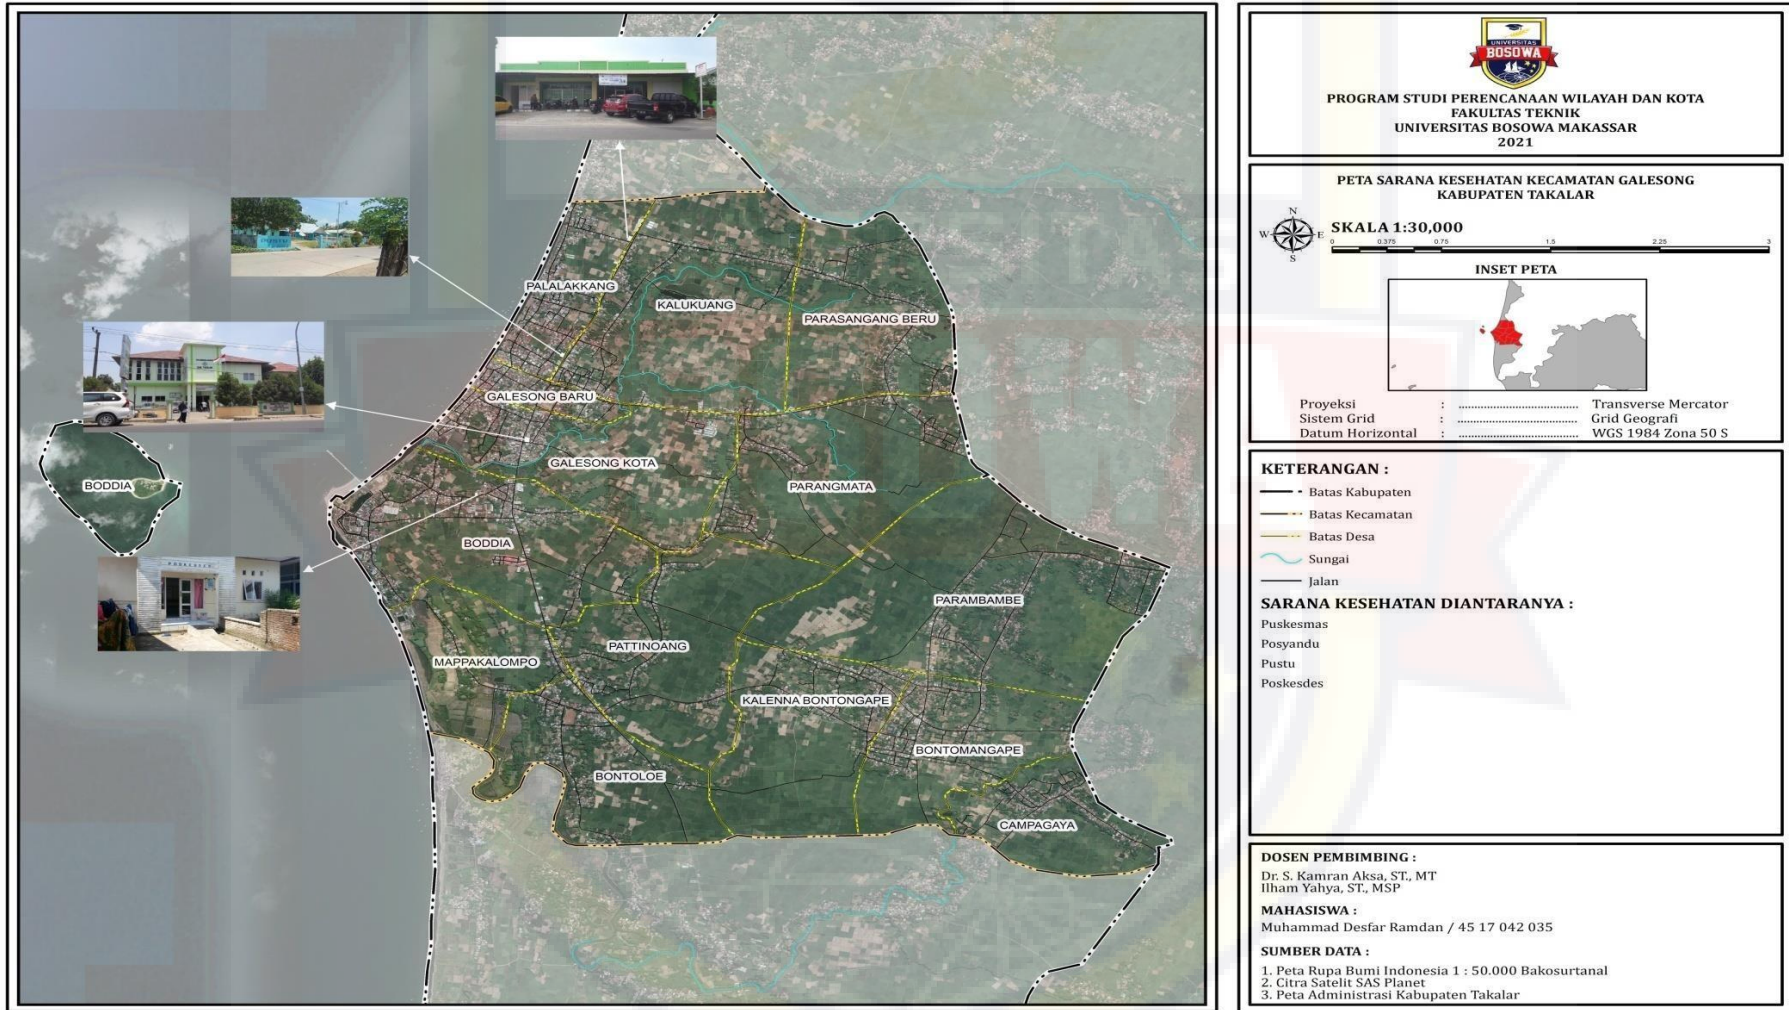 PALALAKKANG
KALUKUANG
PARASANGANG BERU
GALESONG BARU
GALESONG KOTA
PARANGMATA
BODDIA
BODDIA
PARAMBAMBE
PATTINOANG
MAPPAKALOMPO
KALENNA BONTONGAPE
BONTOMANGAPE
BONTOLOE
CAMPAGAYA
UNIVERSITAS
BOSOWA
PROGRAM STUDI PERENCANAAN WILAYAH DAN KOTA
FAKULTAS TEKNIK
UNIVERSITAS BOSOWA MAKASSAR
2021
PETA SARANA KESEHATAN KECAMATAN GALESONG
KABUPATEN TAKALAR
N
W E
S
SKALA 1:30,000
0 0.375 0.75 1.5 2.25 3
INSET PETA
Proyeksi : .................................. Transverse Mercator
Sistem Grid : .................................. Grid Geografi
Datum Horizontal : .................................. WGS 1984 Zona 50 S
KETERANGAN :
Batas Kabupaten
Batas Kecamatan
Batas Desa
Sungai
Jalan
SARANA KESEHATAN DIANTARANYA :
Puskesmas
Posyandu
Pustu
Poskesdes
DOSEN PEMBIMBING :
Dr. S. Kamran Aksa, ST., MT
Ilham Yahya, ST., MSP
MAHASISWA :
Muhammad Desfar Ramdan / 45 17 042 035
SUMBER DATA :
1. Peta Rupa Bumi Indonesia 1 : 50.000 Bakosurtanal
2. Citra Satelit SAS Planet
3. Peta Administrasi Kabupaten Takalar